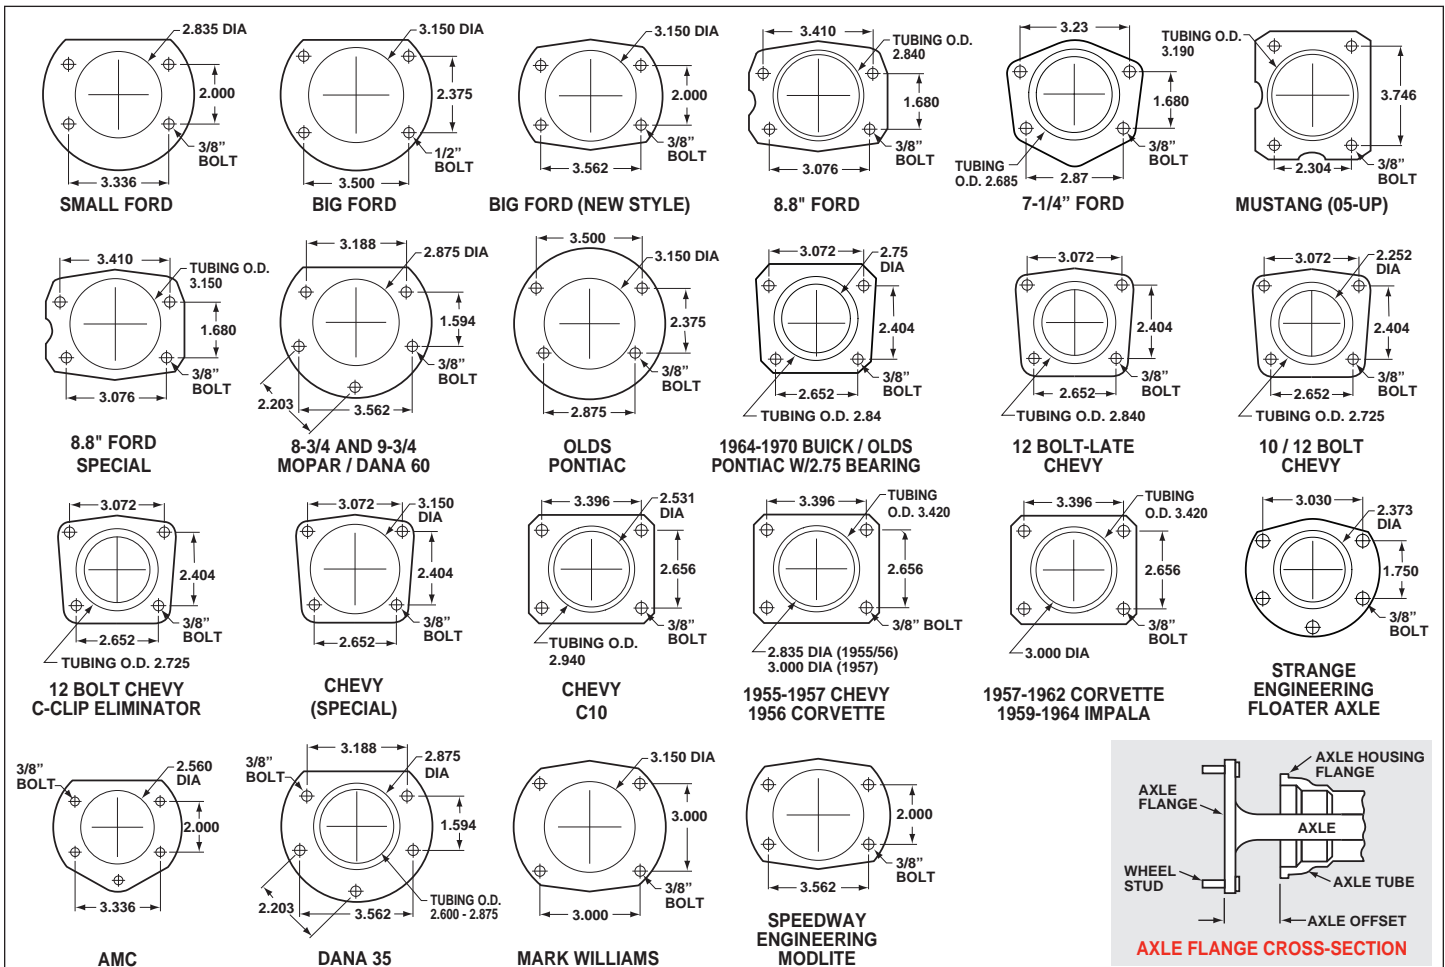 2.835 DIA
2.000
3/8”
BOLT
3.336
SMALL FORD
3.150 DIA
2.375
1/2”
BOLT
3.500
BIG FORD
3.150 DIA
2.000
3/8”
BOLT
3.562
BIG FORD (NEW STYLE)
3.410
TUBING O.D.
2.840
1.680
3/8”
BOLT
3.076
8.8" FORD
3.23
1.680
3/8”
BOLT
TUBING
O.D. 2.685
2.87
7-1/4” FORD
TUBING O.D.
3.190
3.746
3/8”
BOLT
2.304
MUSTANG (05-UP)
3.410
TUBING O.D.
3.150
1.680
3/8”
BOLT
3.076
8.8" FORD
SPECIAL
3.188
2.875 DIA
1.594
3/8”
BOLT
2.203
3.562
8-3/4 AND 9-3/4
MOPAR / DANA 60
3.500
3.150 DIA
2.375
3/8”
BOLT
2.875
OLDS
PONTIAC
3.072
2.75
DIA
2.404
3/8”
BOLT
2.652
TUBING O.D. 2.84
1964-1970 BUICK / OLDS
PONTIAC W/2.75 BEARING
3.072
2.404
3/8”
BOLT
2.652
TUBING O.D. 2.840
12 BOLT-LATE
CHEVY
3.072
2.252
DIA
2.404
3/8”
BOLT
2.652
TUBING O.D. 2.725
10 / 12 BOLT
CHEVY
3.072
2.404
3/8”
BOLT
2.652
TUBING O.D. 2.725
12 BOLT CHEVY
C-CLIP ELIMINATOR
3.072
3.150
DIA
2.404
3/8”
BOLT
2.652
CHEVY
(SPECIAL)
3.396
2.531
DIA
2.656
3/8”
BOLT
TUBING O.D.
2.940
CHEVY
C10
3.396
TUBING
O.D. 3.420
2.656
3/8” BOLT
2.835 DIA (1955/56)
3.000 DIA (1957)
1955-1957 CHEVY
1956 CORVETTE
3.396
TUBING
O.D. 3.420
2.656
3/8”
BOLT
3.000 DIA
1957-1962 CORVETTE
1959-1964 IMPALA
3.030
2.373
DIA
1.750
3/8”
BOLT
STRANGE
ENGINEERING
FLOATER AXLE
3/8”
BOLT
2.560
DIA
2.000
3.336
AMC
3/8”
BOLT
3.188
2.875
DIA
1.594
2.203
3.562
TUBING O.D.
2.600 - 2.875
DANA 35
3.150 DIA
3.000
3/8”
BOLT
3.000
MARK WILLIAMS
2.000
3/8”
BOLT
3.562
SPEEDWAY
ENGINEERING
MODLITE
AXLE HOUSING
FLANGE
AXLE
FLANGE
AXLE
WHEEL
STUD
AXLE TUBE
AXLE OFFSET
AXLE FLANGE CROSS-SECTION